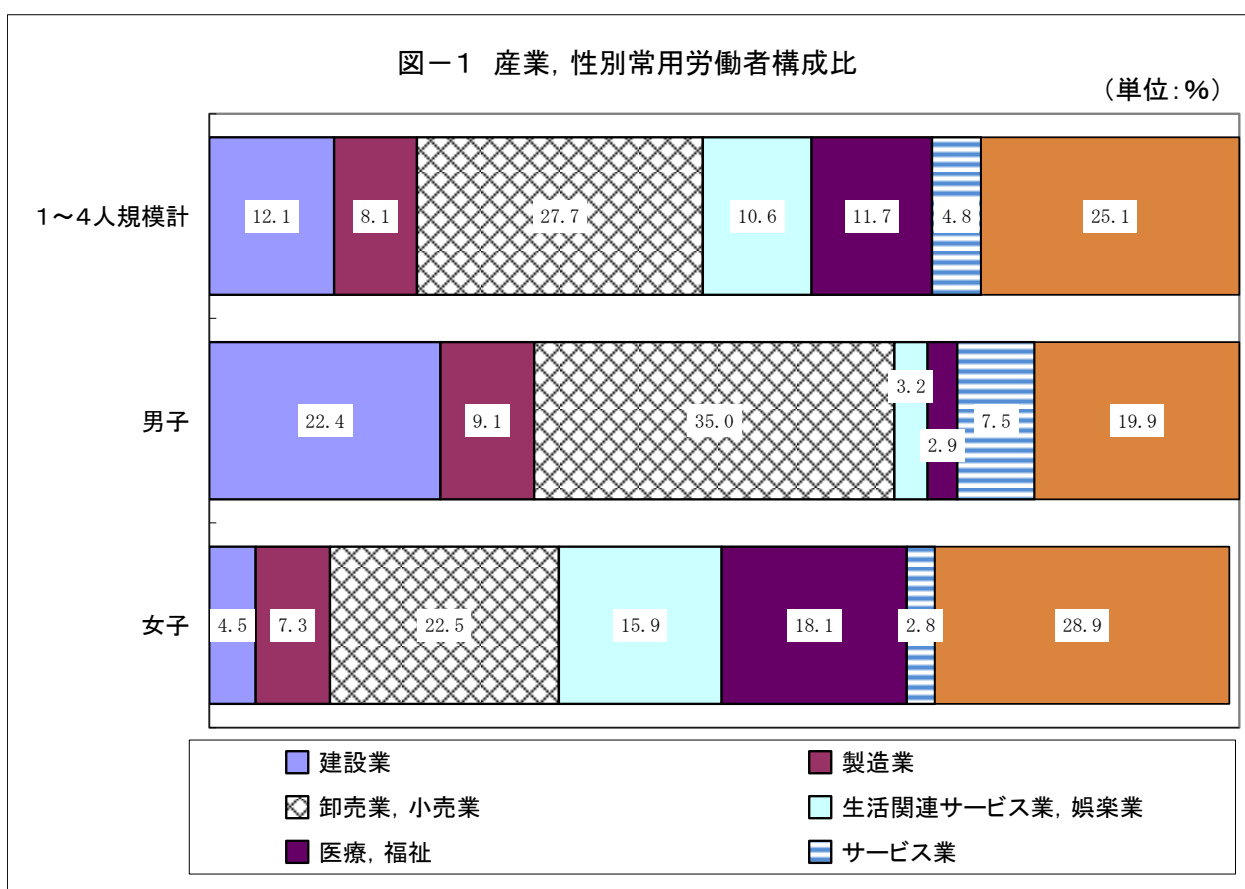 図－1 産業，性別常用労働者構成比
（単位：％）
1～4人規模計
12.1 8.1 27.7 10.6 11.7 4.8 25.1
男子
22.4 9.1 35.0 3.2 2.9 7.5 19.9
女子
4.5 7.3 22.5 15.9 18.1 2.8 28.9
建設業 製造業
卸売業，小売業 生活関連サービス業，娯楽業
医療，福祉 サービス業